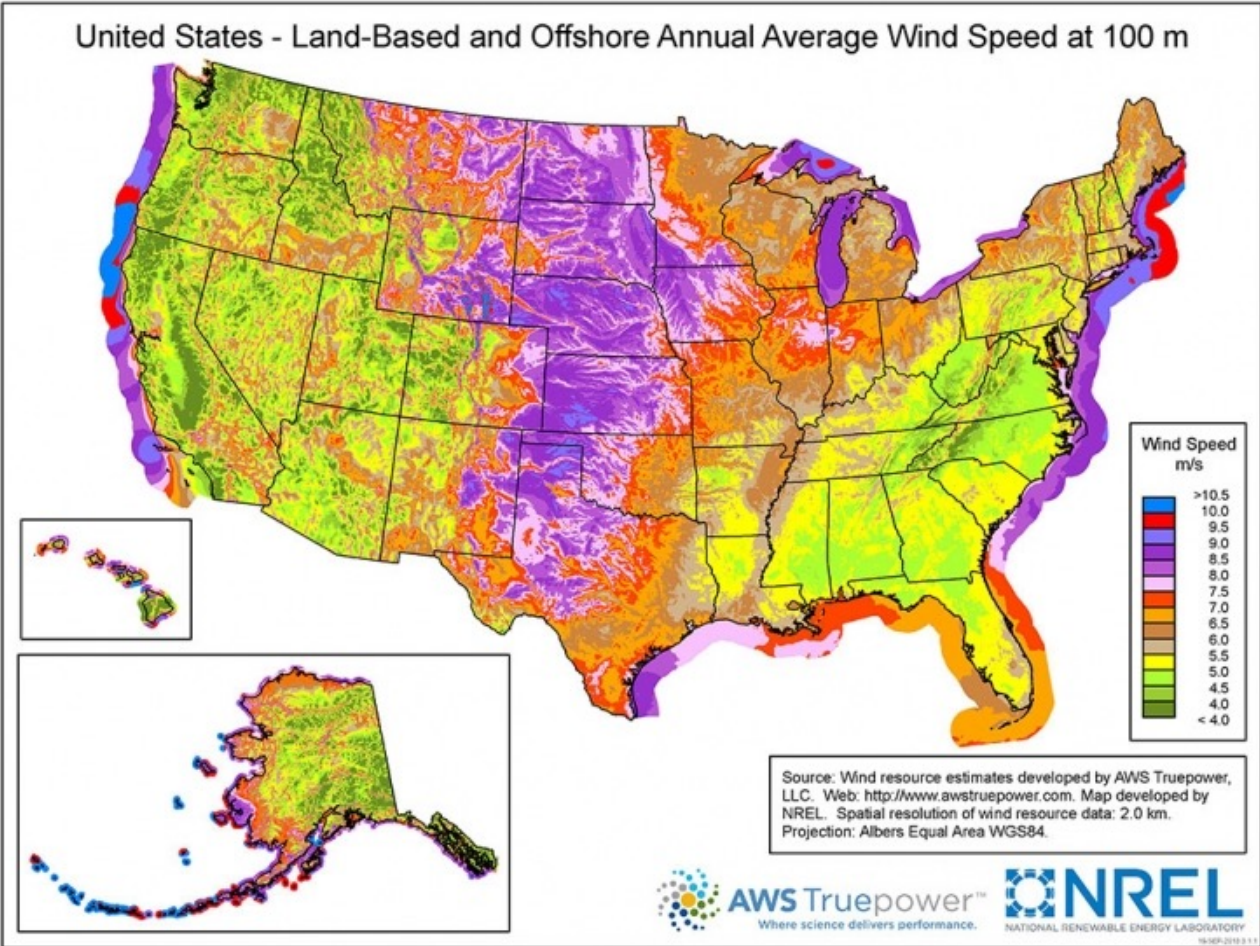 United States - Land-Based and Offshore Annual Average Wind Speed at 100 m
Wind Speed
m/s
>10.5
10.0
9.5
9.0
8.5
8.0
7.5
7.0
6.5
6.0
5.5
5.0
4.5
4.0
< 4.0
Source: Wind resource estimates developed by AWS Truepower,
LLC. Web: http://www.awstruepower.com. Map developed by
NREL. Spatial resolution of wind resource data: 2.0 km.
Projection: Albers Equal Area WGS84.
AWS Truepower™
Where science delivers performance.
NREL
NATIONAL RENEWABLE ENERGY LABORATORY